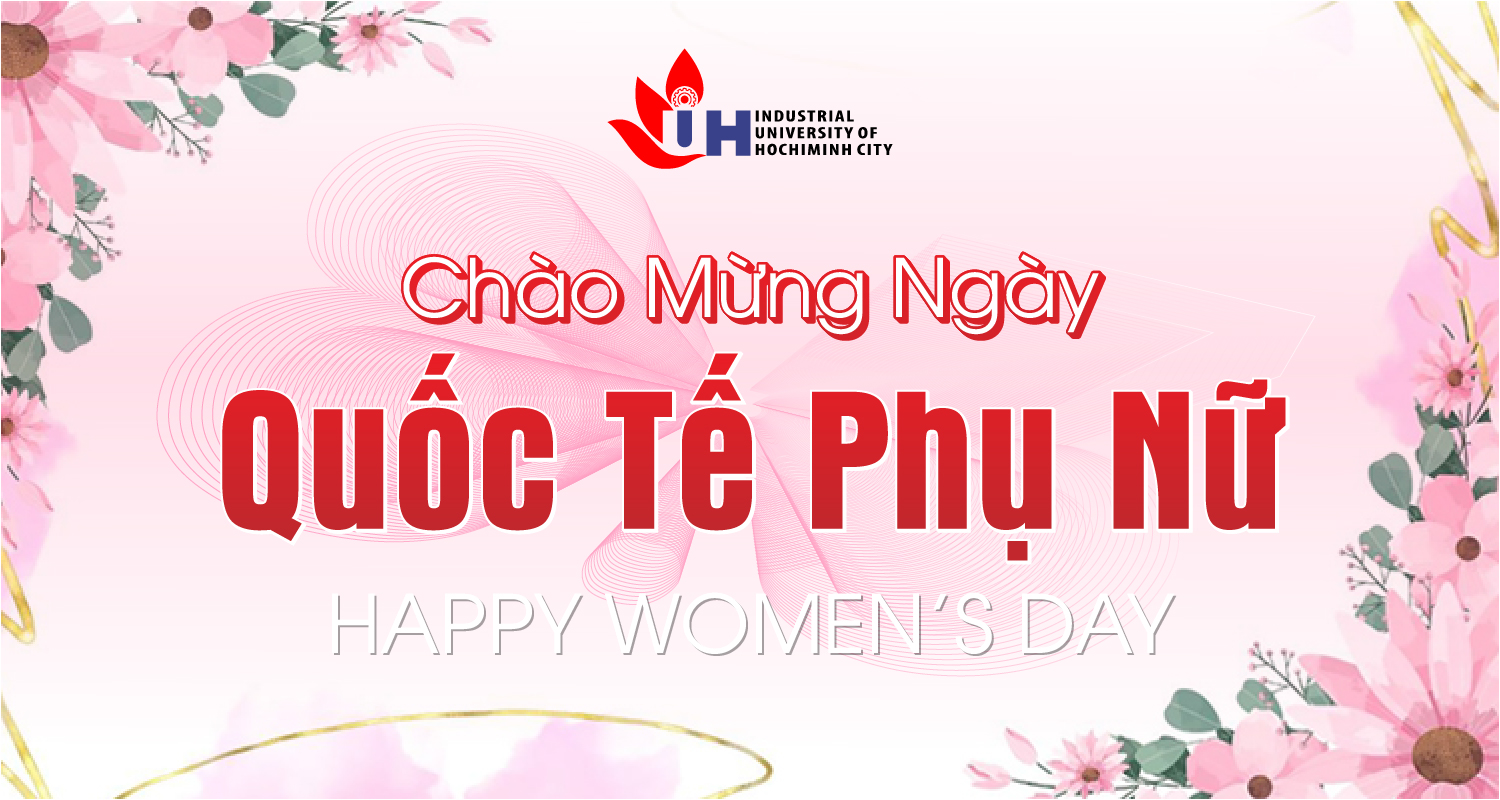 IUH
INDUSTRIAL
UNIVERSITY OF
HOCHIMINH CITY
Chào Mừng Ngày
Quốc Tế Phụ Nữ
HAPPY WOMEN'S DAY